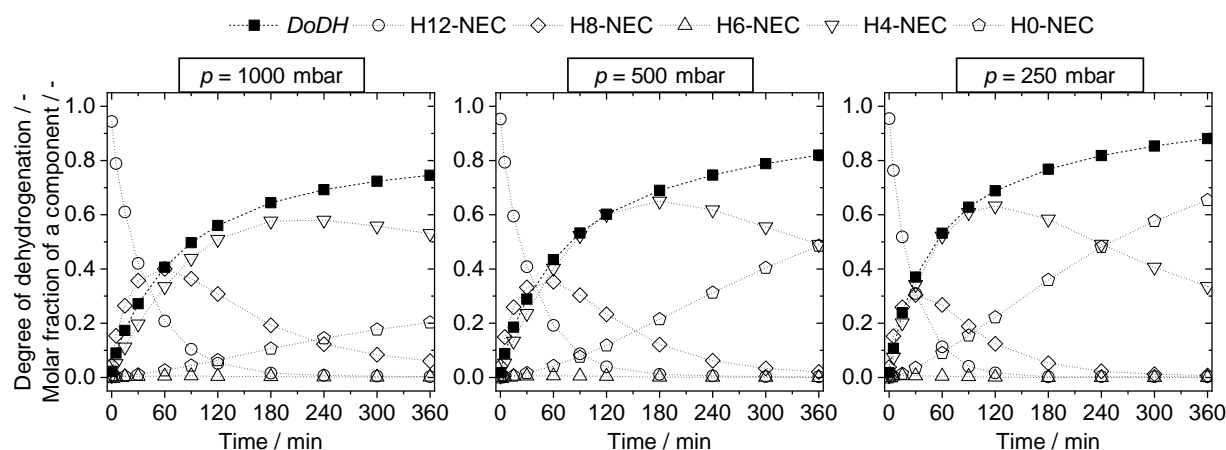 DoDH H12-NEC H8-NEC H6-NEC H4-NEC H0-NEC
p = 1000 mbar p = 500 mbar p = 250 mbar
Degree of dehydrogenation / -
Molar fraction of a component / -
1.0 1.0 1.0
0.8 0.8 0.8
0.6 0.6 0.6
0.4 0.4 0.4
0.2 0.2 0.2
0.0 0.0 0.0
0 60 120 180 240 300 360 0 60 120 180 240 300 360 0 60 120 180 240 300 360
Time / min Time / min Time / min